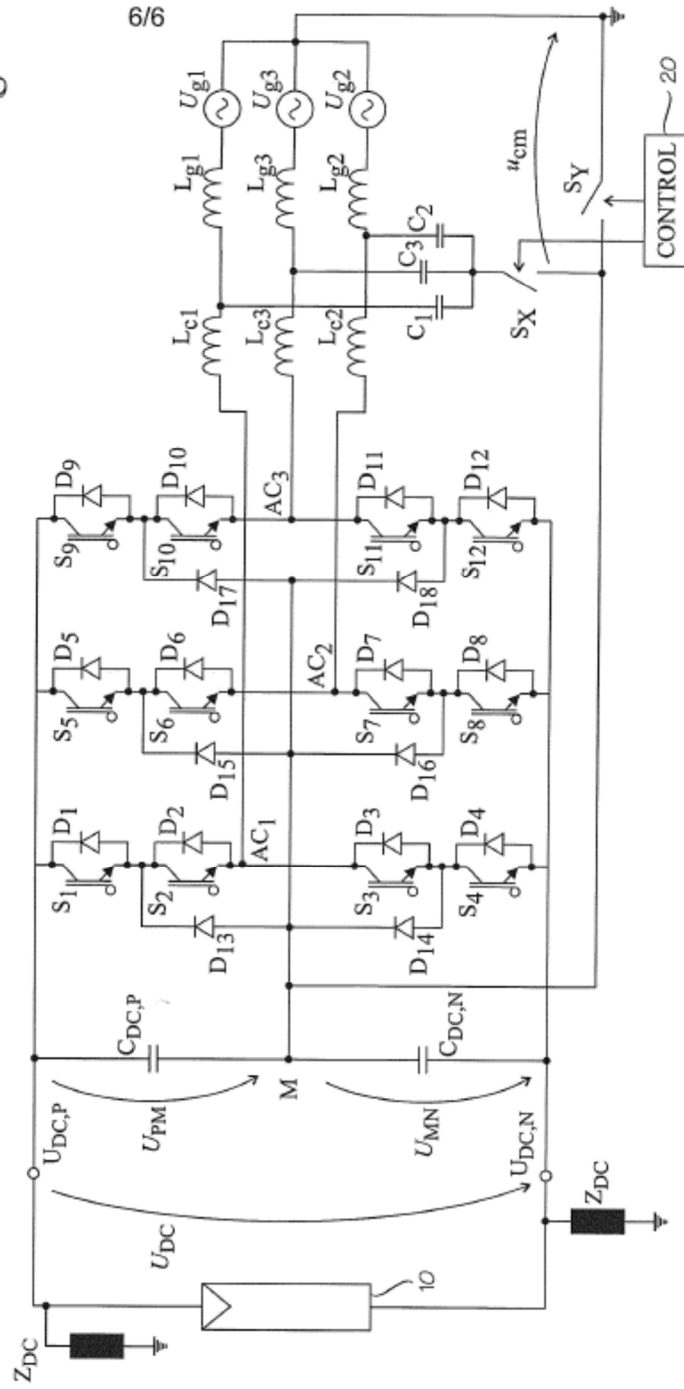 6/6
Z_DC
U_DC
10
Z_DC
U_DC,P
U_DC,N
U_PM
U_MN
M
C_DC,P
C_DC,N
S_1
D_1
S_2
D_2
D_13
AC_1
S_3
D_3
D_14
S_4
D_4
S_5
D_5
S_6
D_6
D_15
AC_2
S_7
D_7
D_16
S_8
D_8
S_9
D_9
S_10
D_10
D_17
AC_3
S_11
D_11
D_18
S_12
D_12
L_c1
L_c3
L_c2
C_1
C_3
C_2
L_g1
L_g3
L_g2
U_g1
U_g3
U_g2
S_X
u_cm
S_Y
CONTROL
20